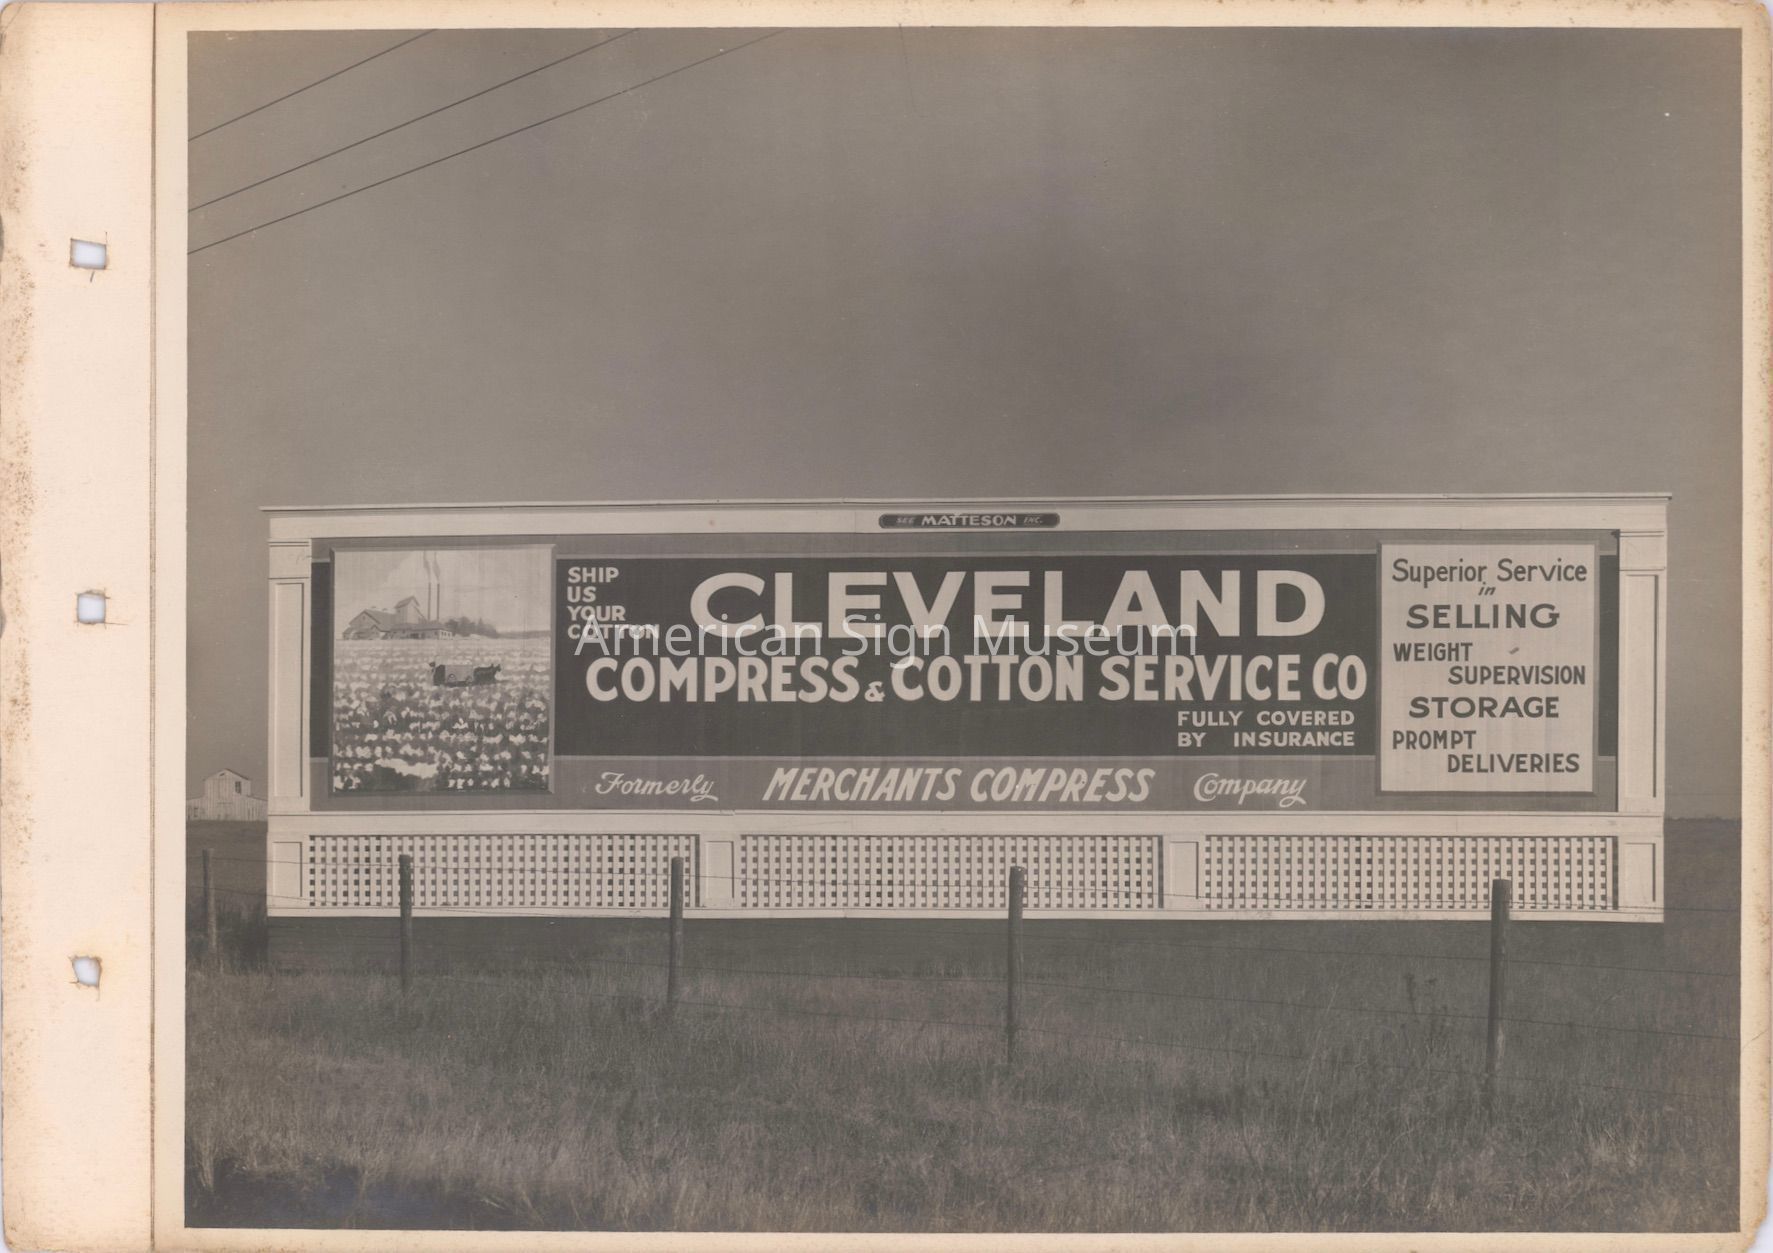 SEE MATTESON INC.
SHIP
US
YOUR
COTTON
CLEVELAND
COMPRESS & COTTON SERVICE CO
FULLY COVERED
BY INSURANCE
Formerly MERCHANTS COMPRESS Company
Superior Service
in
SELLING
WEIGHT
SUPERVISION
STORAGE
PROMPT
DELIVERIES
American Sign Museum